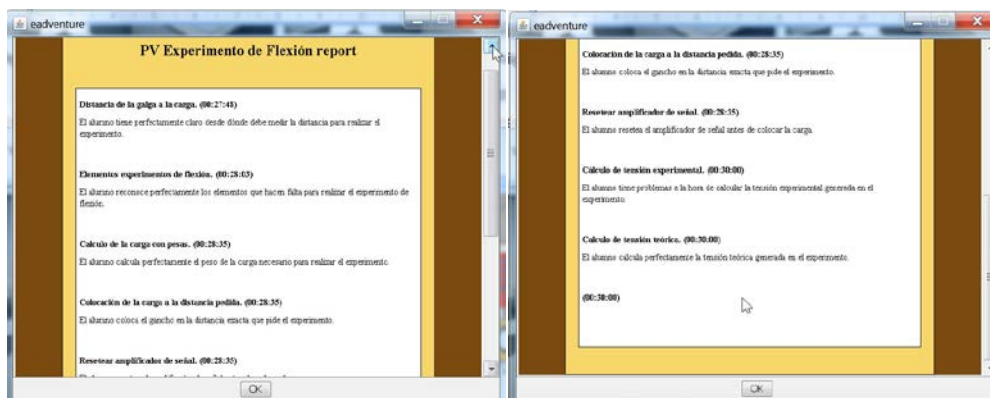 eadventure
PV Experimento de Flexión report
Distancia de la galga a la carga. (00:27:48)
El alumno tiene perfectamente claro desde dónde debe medir la distancia para realizar el
experimento.
Elementos experimentos de flexión. (00:28:03)
El alumno reconoce perfectamente los elementos que hacen falta para realizar el experimento de
flexión.
Calculo de la carga con pesas. (00:28:35)
El alumno calcula perfectamente el peso de la carga necesario para realizar el experimento.
Colocación de la carga a la distancia pedida. (00:28:35)
El alumno coloca el gancho en la distancia exacta que pide el experimento.
Resetear amplificador de señal. (00:28:35)
OK
eadventure
Colocación de la carga a la distancia pedida. (00:28:35)
El alumno coloca el gancho en la distancia exacta que pide el experimento.
Resetear amplificador de señal. (00:28:35)
El alumno resetea el amplificador de señal antes de colocar la carga.
Cálculo de tensión experimental. (00:30:00)
El alumno tiene problemas a la hora de calcular la tensión experimental generada en el
experimento.
Calculo de tensión teórica. (00:30:00)
El alumno calcula perfectamente la tensión teórica generada en el experimento.
(00:30:00)
OK